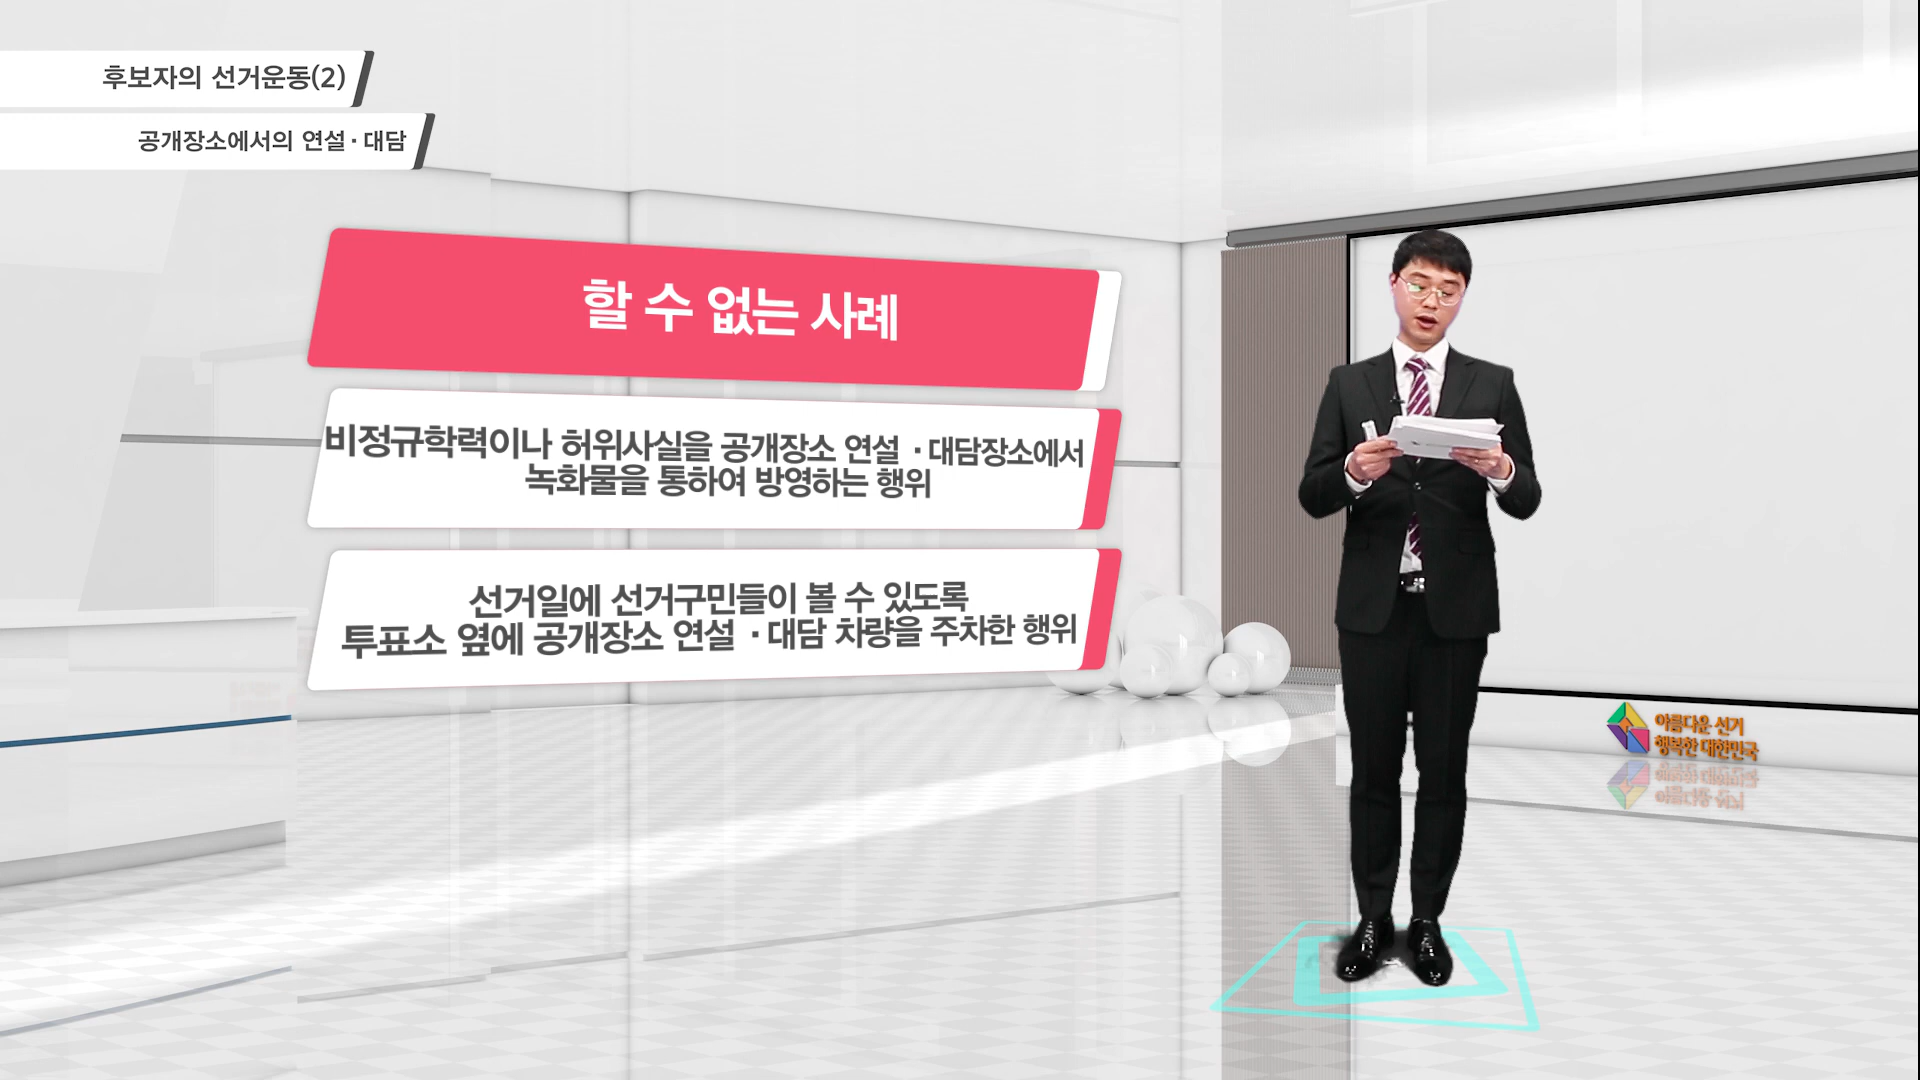 후보자의 선거운동(2)
공개장소에서의 연설·대담
할 수 없는 사례
비정규학력이나 허위사실을 공개장소 연설 ·대담장소에서
녹화물을 통하여 방영하는 행위
선거일에 선거구민들이 볼 수 있도록
투표소 옆에 공개장소 연설 ·대담 차량을 주차한 행위
아름다운 선거
행복한 대한민국